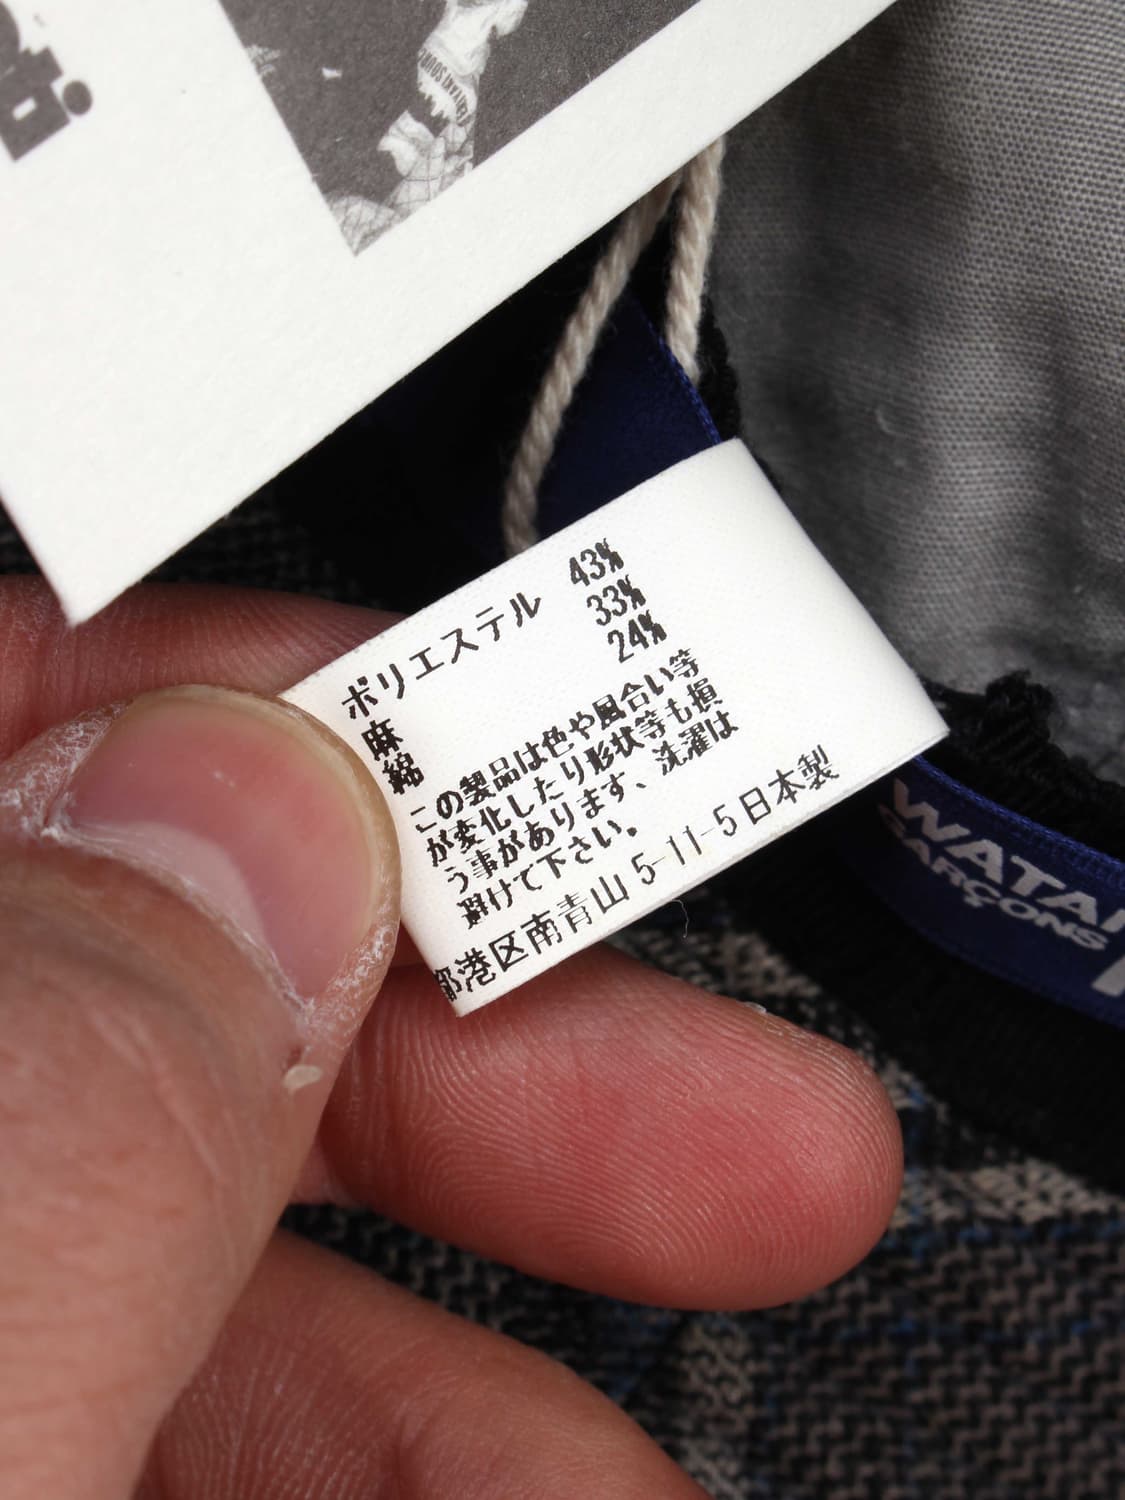 ポリエステル 43%
麻 33%
綿 24%
この製品は色や風合い等
が変化したり形状等も損
う事があります、洗濯は
避けて下さい。
都港区南青山5-11-5日本製
WATAN
GARÇONS